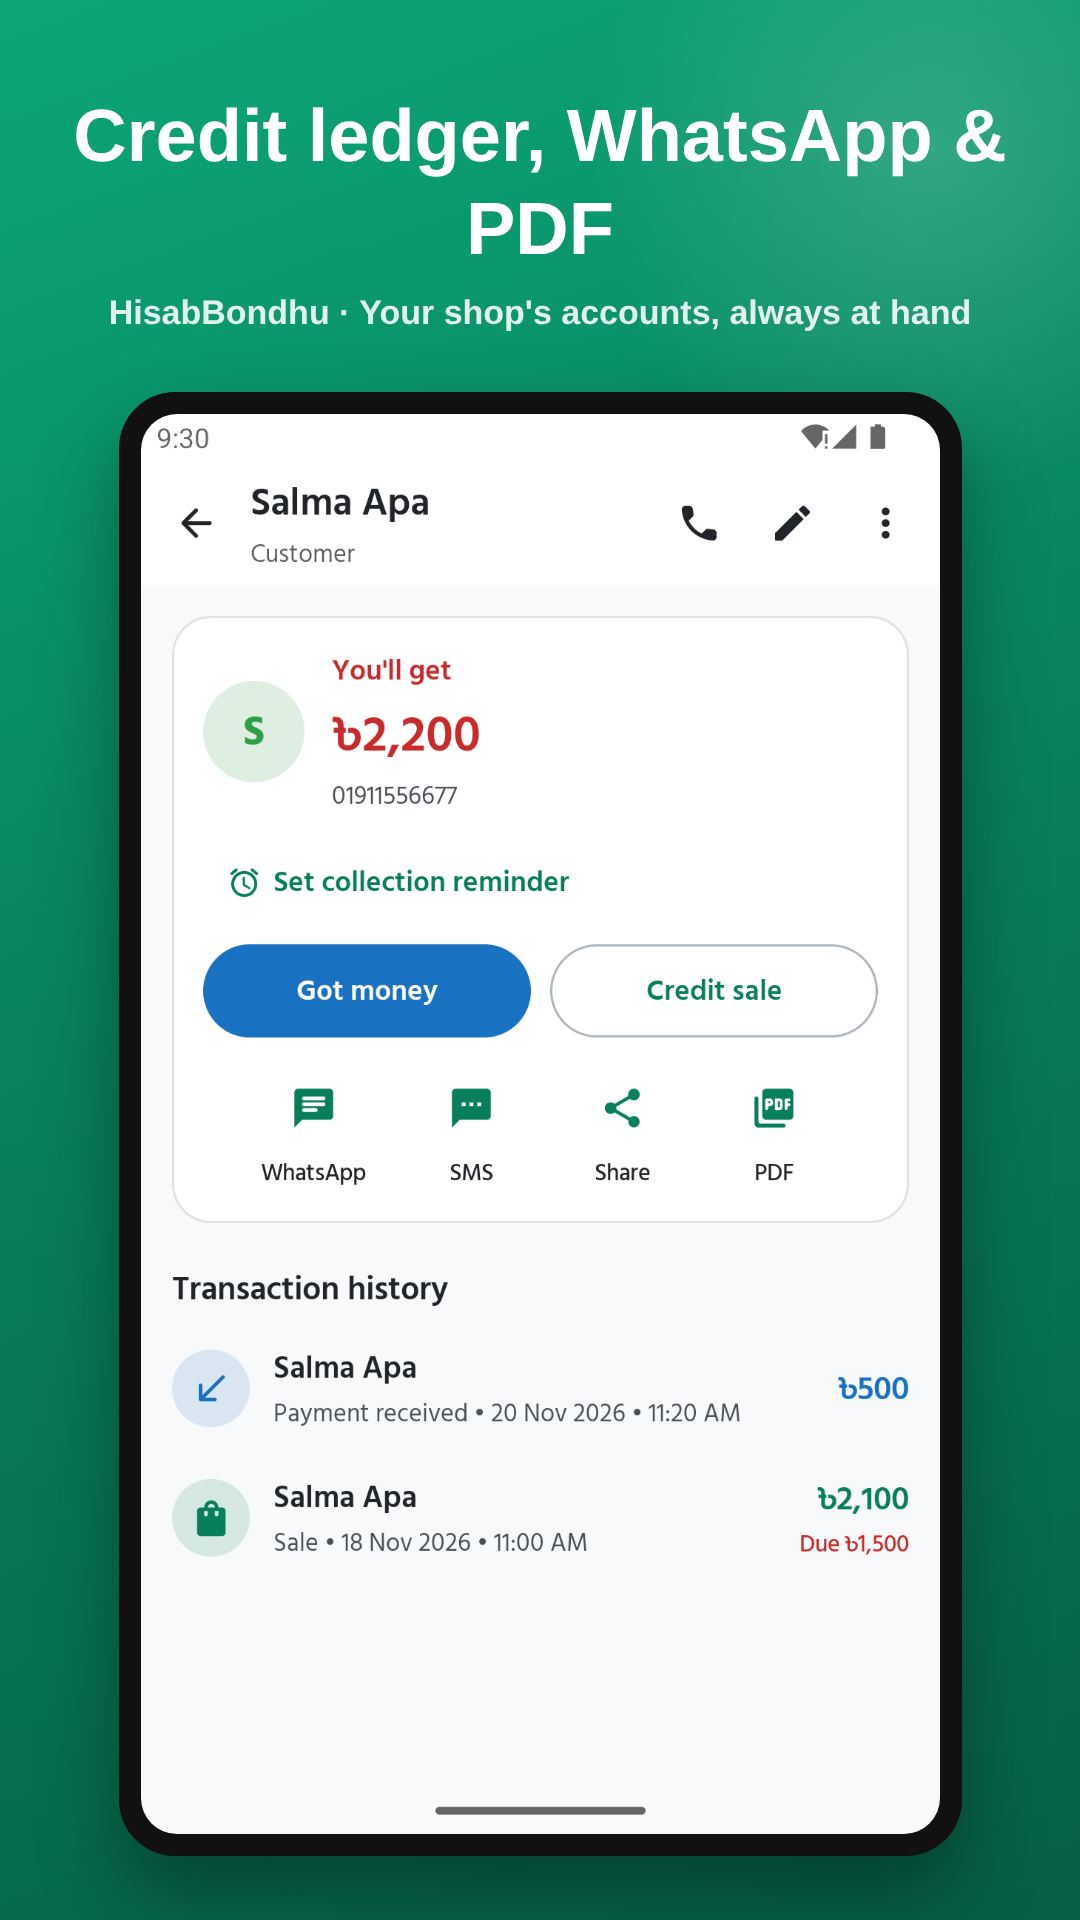 Credit ledger, WhatsApp &
PDF
HisabBondhu · Your shop's accounts, always at hand
9:30
Salma Apa
Customer
You'll get
S
৳2,200
01911556677
Set collection reminder
Got money
Credit sale
PDF
WhatsApp
SMS
Share
PDF
Transaction history
Salma Apa
Payment received • 20 Nov 2026 • 11:20 AM
৳500
Salma Apa
Sale • 18 Nov 2026 • 11:00 AM
৳2,100
Due ৳1,500